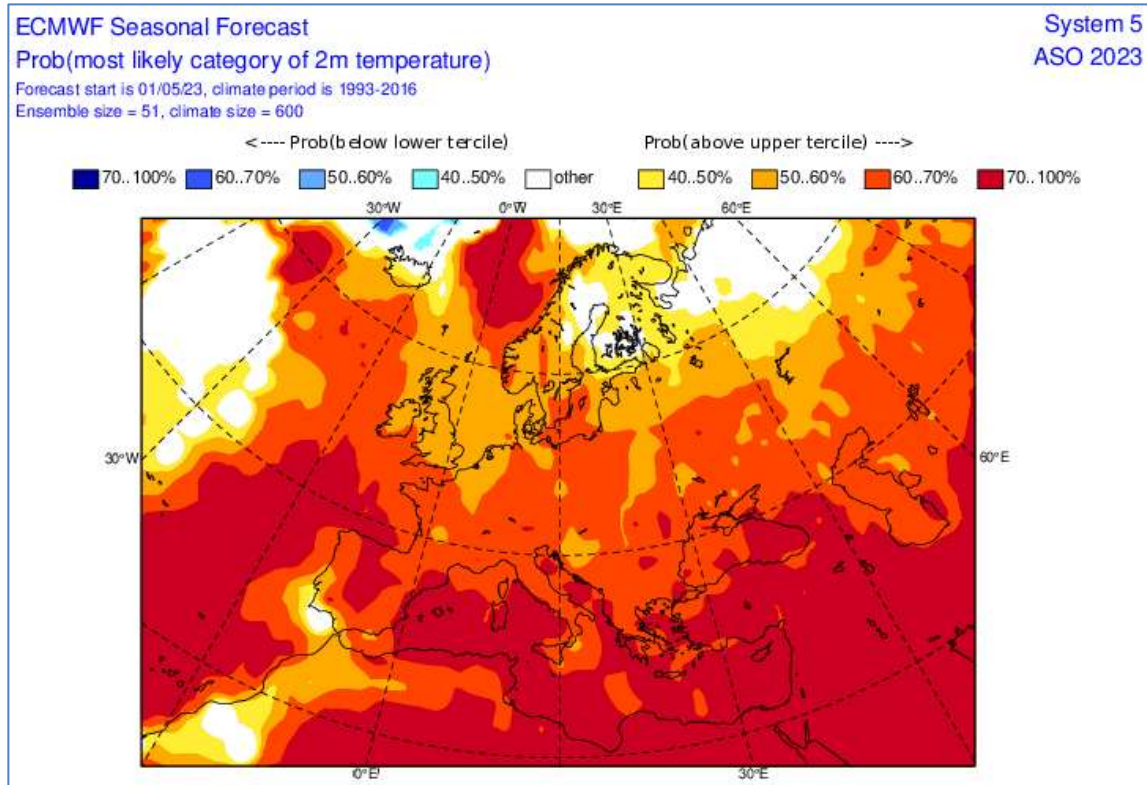 ECMWF Seasonal Forecast
System 5
Prob(most likely category of 2m temperature)
ASO 2023
Forecast start is 01/05/23, climate period is 1993-2016
Ensemble size = 51, climate size = 600
<---- Prob(below lower tercile)
Prob(above upper tercile) ---->
70..100% 60..70% 50..60% 40..50% other 40..50% 50..60% 60..70% 70..100%
30°W 0°W 30°E 60°E
30°W 60°E
0°E 30°E